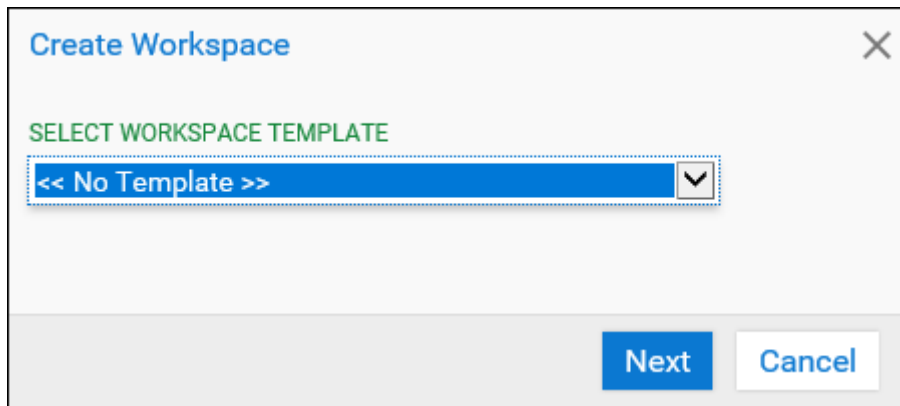 Create Workspace
SELECT WORKSPACE TEMPLATE
<< No Template >>
Next Cancel